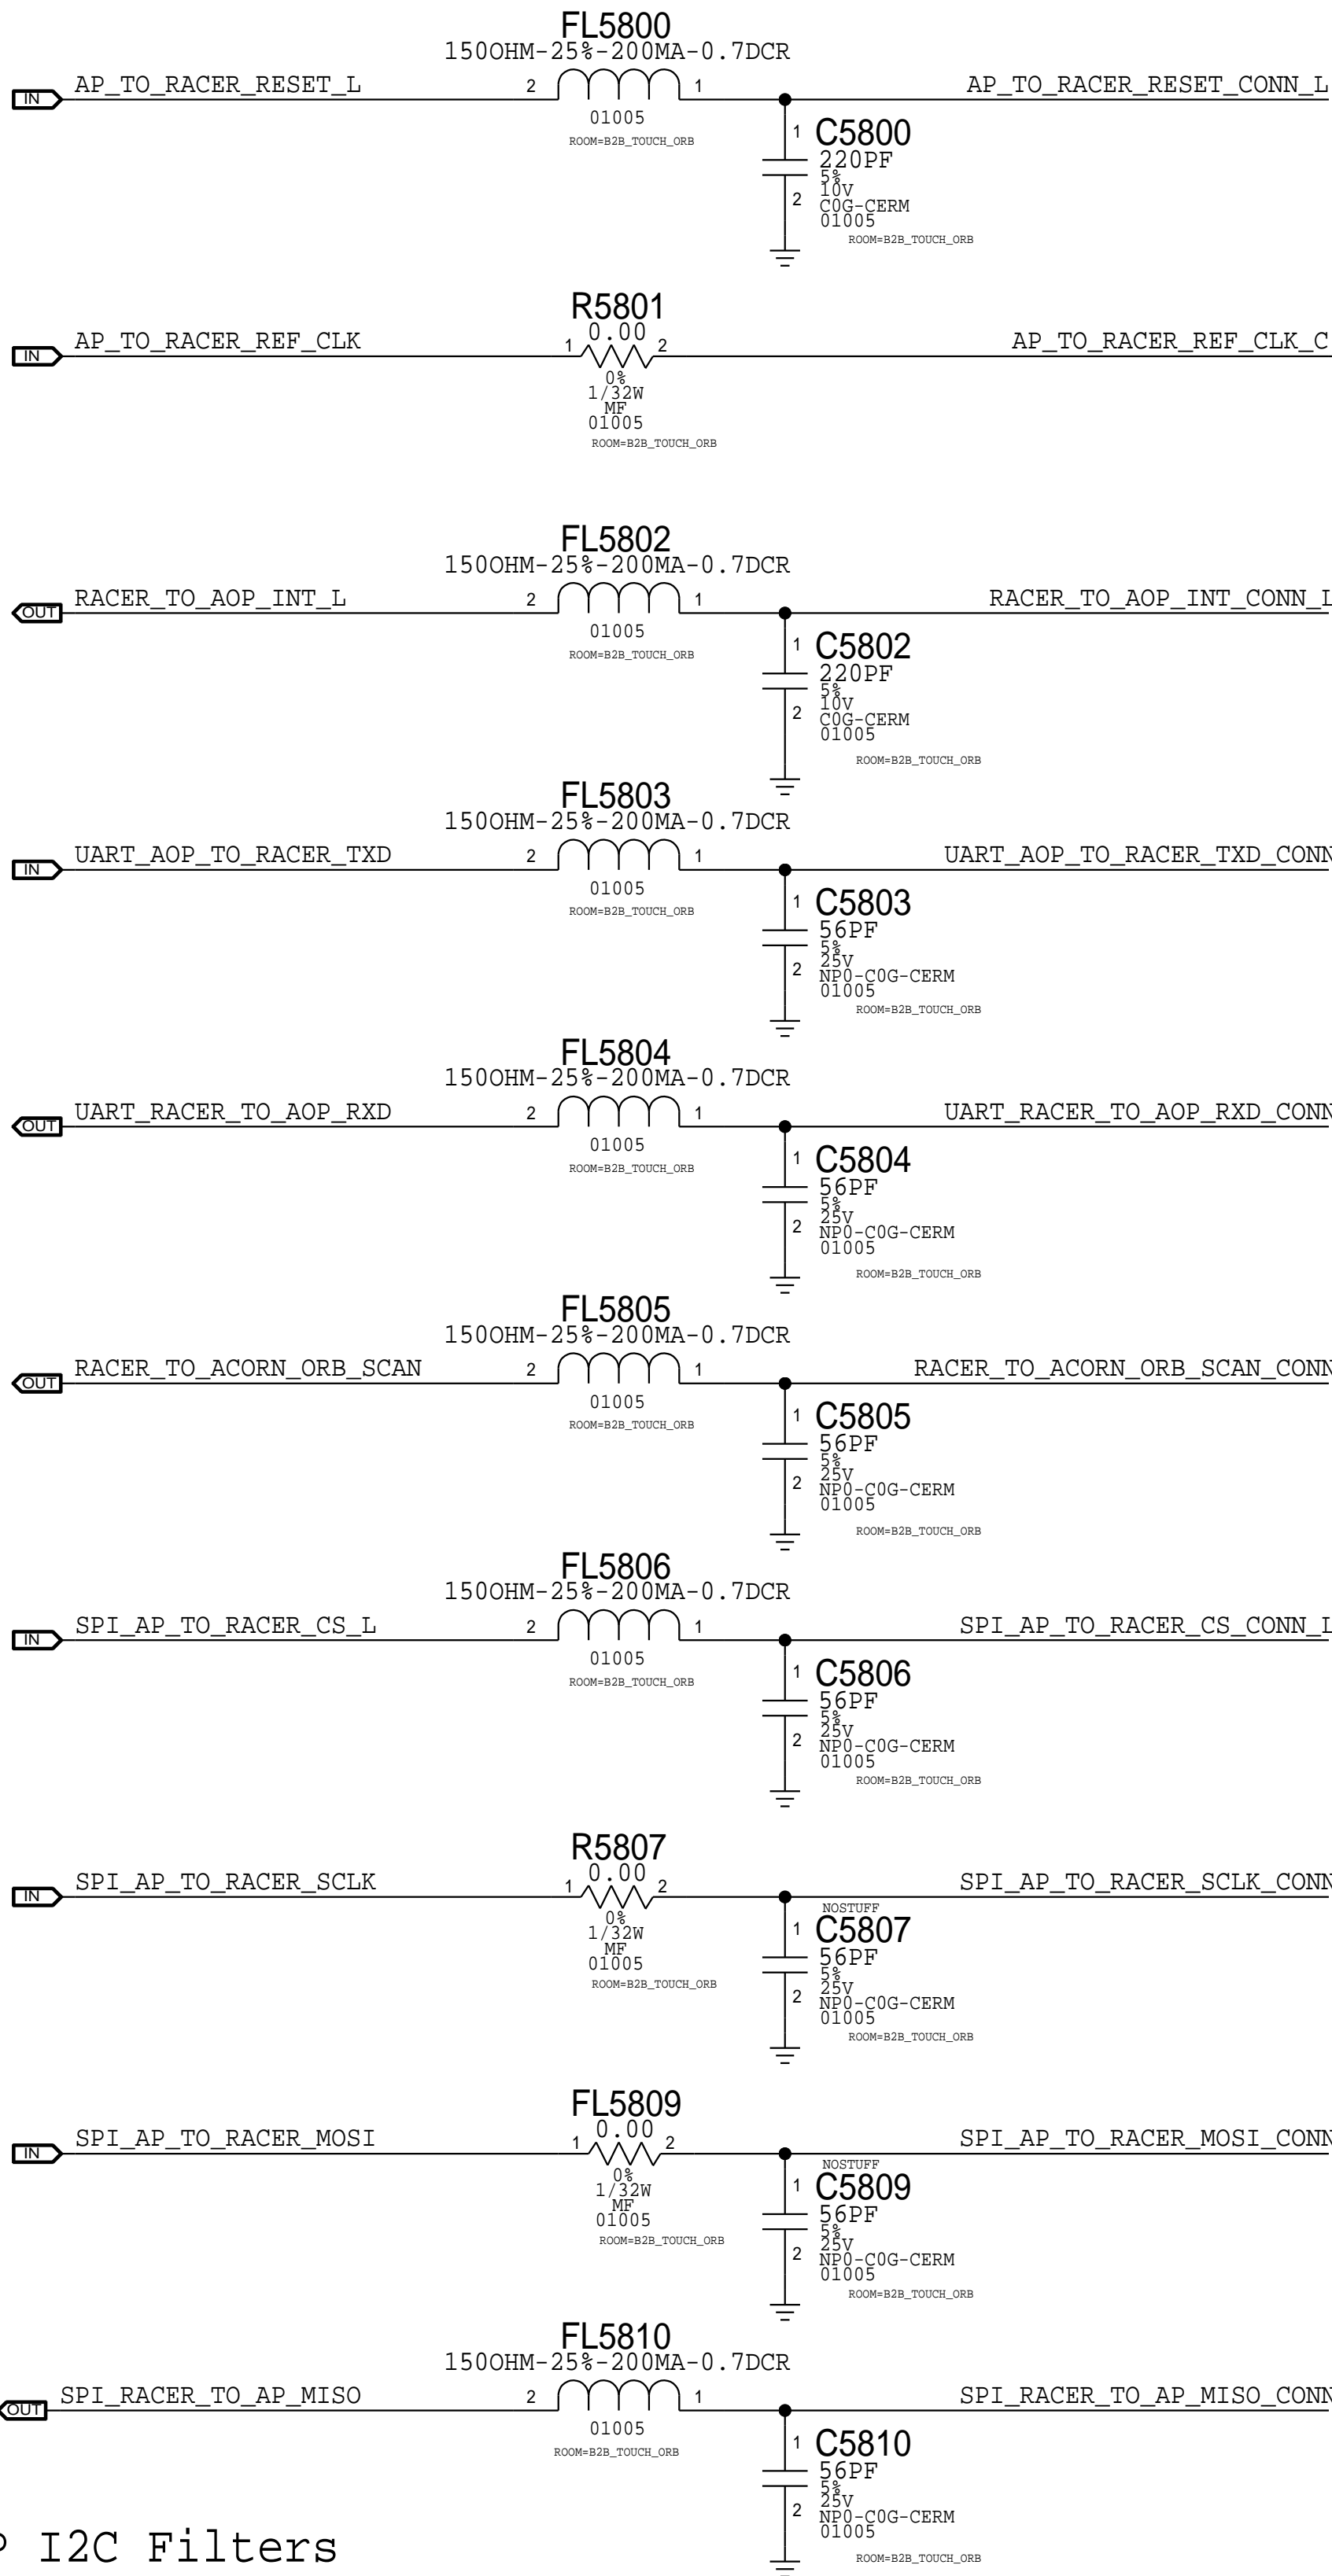 FL5800
150OHM-25%-200MA-0.7DCR
IN AP_TO_RACER_RESET_L 2 1 AP_TO_RACER_RESET_CONN_L
01005
ROOM=B2B_TOUCH_ORB
1 C5800
220PF
5%
10V
2 C0G-CERM
01005
ROOM=B2B_TOUCH_ORB
R5801
0.00
IN AP_TO_RACER_REF_CLK 1 2 AP_TO_RACER_REF_CLK_C
0%
1/32W
MF
01005
ROOM=B2B_TOUCH_ORB
FL5802
150OHM-25%-200MA-0.7DCR
OUT RACER_TO_AOP_INT_L 2 1 RACER_TO_AOP_INT_CONN_L
01005
ROOM=B2B_TOUCH_ORB
1 C5802
220PF
5%
10V
2 C0G-CERM
01005
ROOM=B2B_TOUCH_ORB
FL5803
150OHM-25%-200MA-0.7DCR
IN UART_AOP_TO_RACER_TXD 2 1 UART_AOP_TO_RACER_TXD_CONN
01005
ROOM=B2B_TOUCH_ORB
1 C5803
56PF
5%
25V
2 NP0-C0G-CERM
01005
ROOM=B2B_TOUCH_ORB
FL5804
150OHM-25%-200MA-0.7DCR
OUT UART_RACER_TO_AOP_RXD 2 1 UART_RACER_TO_AOP_RXD_CONN
01005
ROOM=B2B_TOUCH_ORB
1 C5804
56PF
5%
25V
2 NP0-C0G-CERM
01005
ROOM=B2B_TOUCH_ORB
FL5805
150OHM-25%-200MA-0.7DCR
OUT RACER_TO_ACORN_ORB_SCAN 2 1 RACER_TO_ACORN_ORB_SCAN_CONN
01005
ROOM=B2B_TOUCH_ORB
1 C5805
56PF
5%
25V
2 NP0-C0G-CERM
01005
ROOM=B2B_TOUCH_ORB
FL5806
150OHM-25%-200MA-0.7DCR
IN SPI_AP_TO_RACER_CS_L 2 1 SPI_AP_TO_RACER_CS_CONN_L
01005
ROOM=B2B_TOUCH_ORB
1 C5806
56PF
5%
25V
2 NP0-C0G-CERM
01005
ROOM=B2B_TOUCH_ORB
R5807
0.00
IN SPI_AP_TO_RACER_SCLK 1 2 SPI_AP_TO_RACER_SCLK_CONN
0%
1/32W
MF
01005
ROOM=B2B_TOUCH_ORB
NOSTUFF
1 C5807
56PF
5%
25V
2 NP0-C0G-CERM
01005
ROOM=B2B_TOUCH_ORB
FL5809
0.00
IN SPI_AP_TO_RACER_MOSI 1 2 SPI_AP_TO_RACER_MOSI_CONN
0%
1/32W
MF
01005
ROOM=B2B_TOUCH_ORB
NOSTUFF
1 C5809
56PF
5%
25V
2 NP0-C0G-CERM
01005
ROOM=B2B_TOUCH_ORB
FL5810
150OHM-25%-200MA-0.7DCR
OUT SPI_RACER_TO_AP_MISO 2 1 SPI_RACER_TO_AP_MISO_CONN
01005
ROOM=B2B_TOUCH_ORB
1 C5810
56PF
5%
25V
2 NP0-C0G-CERM
01005
ROOM=B2B_TOUCH_ORB
P I2C Filters